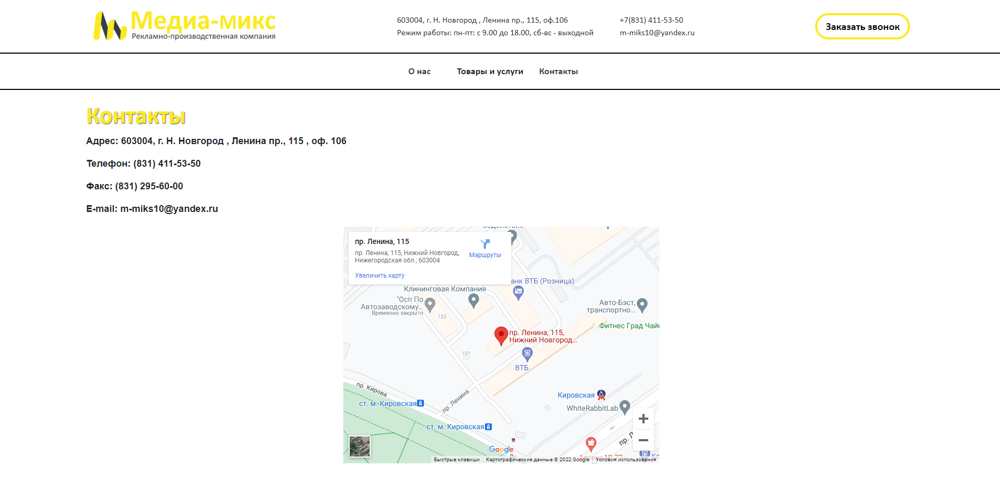 Медиа-микс
Рекламно-производственная компания
603004, г. Н. Новгород , Ленина пр., 115, оф.106
Режим работы: пн-пт: с 9.00 до 18.00, сб-вс - выходной
+7(831) 411-53-50
m-miks10@yandex.ru
Заказать звонок
О нас
Товары и услуги
Контакты
Контакты
Адрес: 603004, г. Н. Новгород , Ленина пр., 115 , оф. 106
Телефон: (831) 411-53-50
Факс: (831) 295-60-00
E-mail: m-miks10@yandex.ru
пр. Ленина, 115
пр. Ленина, 115, Нижний Новгород,
Нижегородская обл., 603004
Маршруты
Увеличить карту
анк ВТБ (Розница)
Клининговая Компания
"Осп По
Автозаводскому...
Временно закрыто
123
Авто-Бэст,
транспортно...
Фитнес Град Чай
пр. Ленина, 115,
Нижний Новгород...
121
ВТБ
пр. Кирова
пр. Ленина
Кировская
ст. м. Кировская
WhiteRabbitLab
ст. м. Кировская
пр. Л
Google
Аптека № 77
Кр
Быстрые клавиши
Картографические данные © 2022 Google
Условия использования